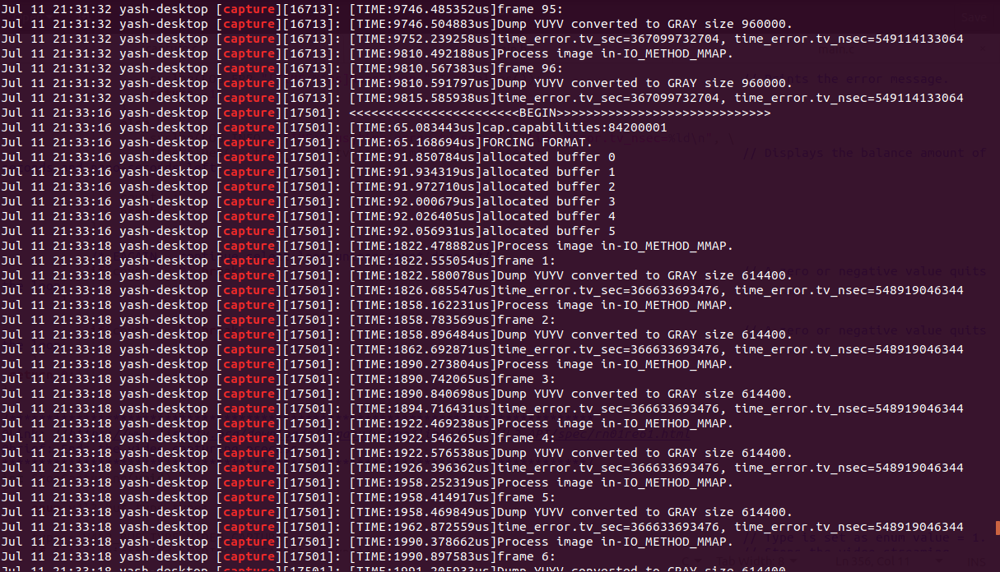 Jul 11 21:31:32 yash-desktop [capture][16713]: [TIME:9746.485352us]frame 95:
Jul 11 21:31:32 yash-desktop [capture][16713]: [TIME:9746.504883us]Dump YUYV converted to GRAY size 960000.
Jul 11 21:31:32 yash-desktop [capture][16713]: [TIME:9752.239258us]time_error.tv_sec=367099732704, time_error.tv_nsec=549114133064
Jul 11 21:31:32 yash-desktop [capture][16713]: [TIME:9810.492188us]Process image in-IO_METHOD_MMAP.
Jul 11 21:31:32 yash-desktop [capture][16713]: [TIME:9810.567383us]frame 96:
Jul 11 21:31:32 yash-desktop [capture][16713]: [TIME:9810.591797us]Dump YUYV converted to GRAY size 960000.
Jul 11 21:31:32 yash-desktop [capture][16713]: [TIME:9815.585938us]time_error.tv_sec=367099732704, time_error.tv_nsec=549114133064
Jul 11 21:33:16 yash-desktop [capture][17501]: <<<<<<<<<<<<<<<<<<<<<<<BEGIN>>>>>>>>>>>>>>>>>>>>>>>>>>>>>
Jul 11 21:33:16 yash-desktop [capture][17501]: [TIME:65.083443us]cap.capabilities:84200001
Jul 11 21:33:16 yash-desktop [capture][17501]: [TIME:65.168694us]FORCING FORMAT.
Jul 11 21:33:16 yash-desktop [capture][17501]: [TIME:91.850784us]allocated buffer 0
Jul 11 21:33:16 yash-desktop [capture][17501]: [TIME:91.934319us]allocated buffer 1
Jul 11 21:33:16 yash-desktop [capture][17501]: [TIME:91.972710us]allocated buffer 2
Jul 11 21:33:16 yash-desktop [capture][17501]: [TIME:92.000679us]allocated buffer 3
Jul 11 21:33:16 yash-desktop [capture][17501]: [TIME:92.026405us]allocated buffer 4
Jul 11 21:33:16 yash-desktop [capture][17501]: [TIME:92.056931us]allocated buffer 5
Jul 11 21:33:18 yash-desktop [capture][17501]: [TIME:1822.478882us]Process image in-IO_METHOD_MMAP.
Jul 11 21:33:18 yash-desktop [capture][17501]: [TIME:1822.555054us]frame 1:
Jul 11 21:33:18 yash-desktop [capture][17501]: [TIME:1822.580078us]Dump YUYV converted to GRAY size 614400.
Jul 11 21:33:18 yash-desktop [capture][17501]: [TIME:1826.685547us]time_error.tv_sec=366633693476, time_error.tv_nsec=548919046344
Jul 11 21:33:18 yash-desktop [capture][17501]: [TIME:1858.162231us]Process image in-IO_METHOD_MMAP.
Jul 11 21:33:18 yash-desktop [capture][17501]: [TIME:1858.783569us]frame 2:
Jul 11 21:33:18 yash-desktop [capture][17501]: [TIME:1858.896484us]Dump YUYV converted to GRAY size 614400.
Jul 11 21:33:18 yash-desktop [capture][17501]: [TIME:1862.692871us]time_error.tv_sec=366633693476, time_error.tv_nsec=548919046344
Jul 11 21:33:18 yash-desktop [capture][17501]: [TIME:1890.273804us]Process image in-IO_METHOD_MMAP.
Jul 11 21:33:18 yash-desktop [capture][17501]: [TIME:1890.742065us]frame 3:
Jul 11 21:33:18 yash-desktop [capture][17501]: [TIME:1890.840698us]Dump YUYV converted to GRAY size 614400.
Jul 11 21:33:18 yash-desktop [capture][17501]: [TIME:1894.716431us]time_error.tv_sec=366633693476, time_error.tv_nsec=548919046344
Jul 11 21:33:18 yash-desktop [capture][17501]: [TIME:1922.469238us]Process image in-IO_METHOD_MMAP.
Jul 11 21:33:18 yash-desktop [capture][17501]: [TIME:1922.546265us]frame 4:
Jul 11 21:33:18 yash-desktop [capture][17501]: [TIME:1922.576538us]Dump YUYV converted to GRAY size 614400.
Jul 11 21:33:18 yash-desktop [capture][17501]: [TIME:1926.396362us]time_error.tv_sec=366633693476, time_error.tv_nsec=548919046344
Jul 11 21:33:18 yash-desktop [capture][17501]: [TIME:1958.252319us]Process image in-IO_METHOD_MMAP.
Jul 11 21:33:18 yash-desktop [capture][17501]: [TIME:1958.414917us]frame 5:
Jul 11 21:33:18 yash-desktop [capture][17501]: [TIME:1958.469849us]Dump YUYV converted to GRAY size 614400.
Jul 11 21:33:18 yash-desktop [capture][17501]: [TIME:1962.872559us]time_error.tv_sec=366633693476, time_error.tv_nsec=548919046344
Jul 11 21:33:18 yash-desktop [capture][17501]: [TIME:1990.378662us]Process image in-IO_METHOD_MMAP.
Jul 11 21:33:18 yash-desktop [capture][17501]: [TIME:1990.897583us]frame 6:
Jul 11 21:33:18 yash-desktop [capture][17501]: [TIME:1991.205933us]Dump YUYV converted to GRAY size 614400.